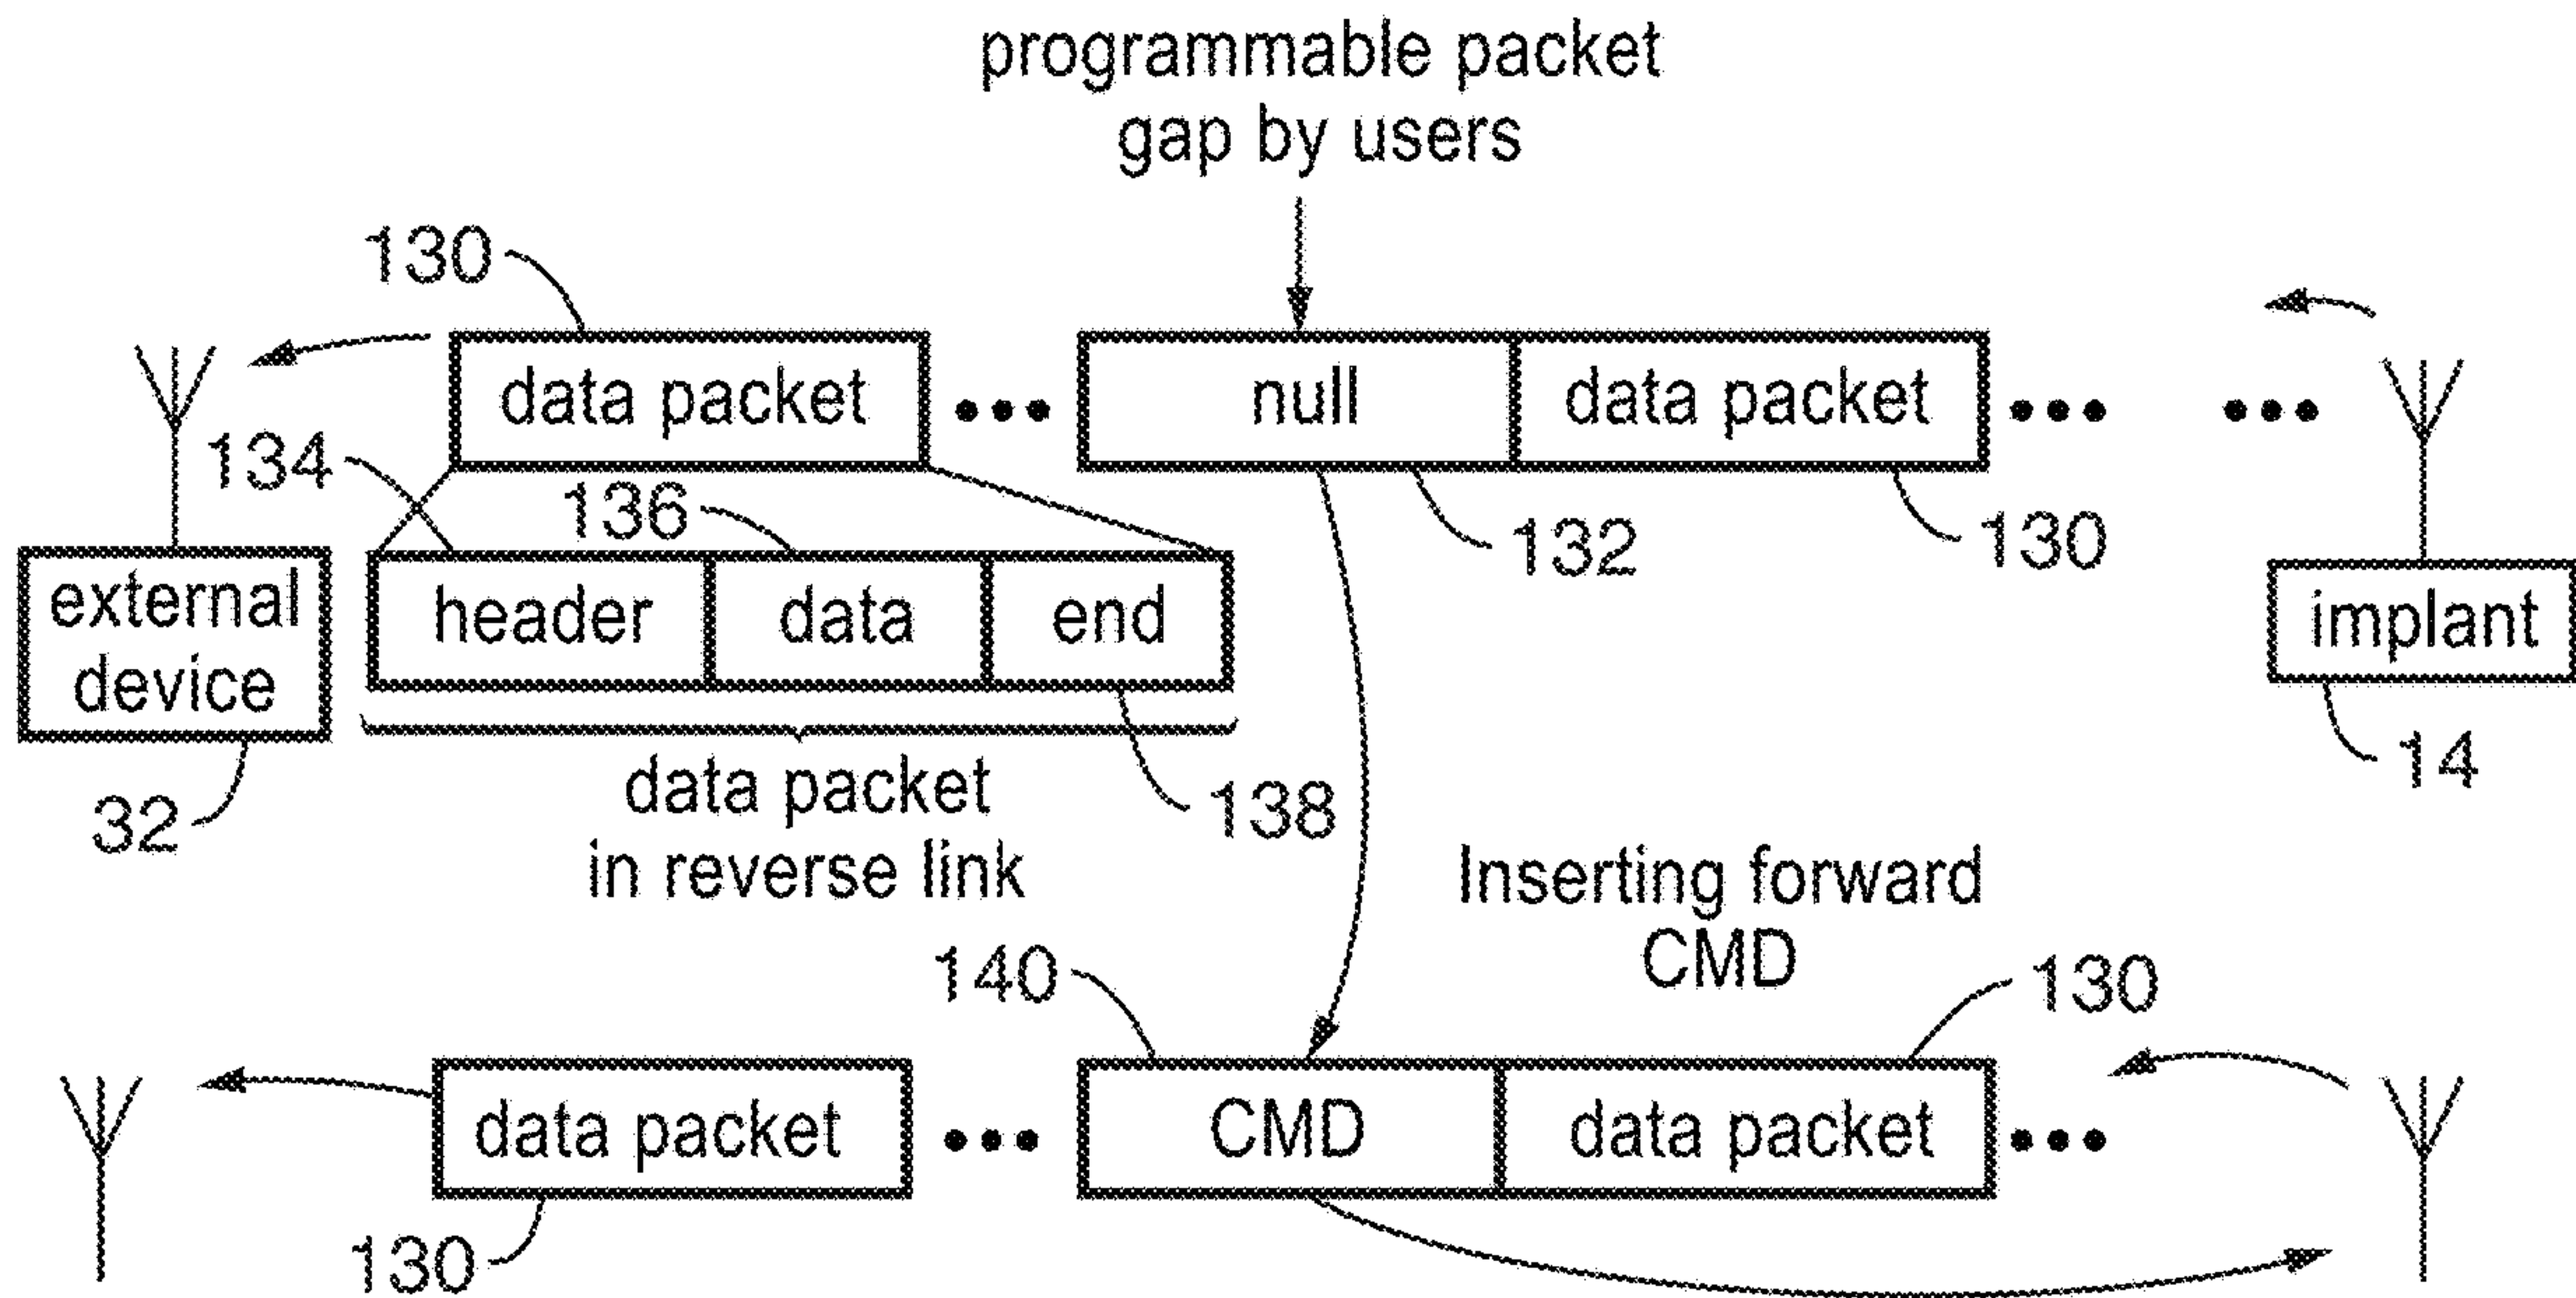 programmable packet
gap by users
130
data packet
null
data packet
134
136
132
130
external
device
header
data
end
implant
32
138
14
data packet
in reverse link
Inserting forward
CMD
140
130
data packet
CMD
data packet
130